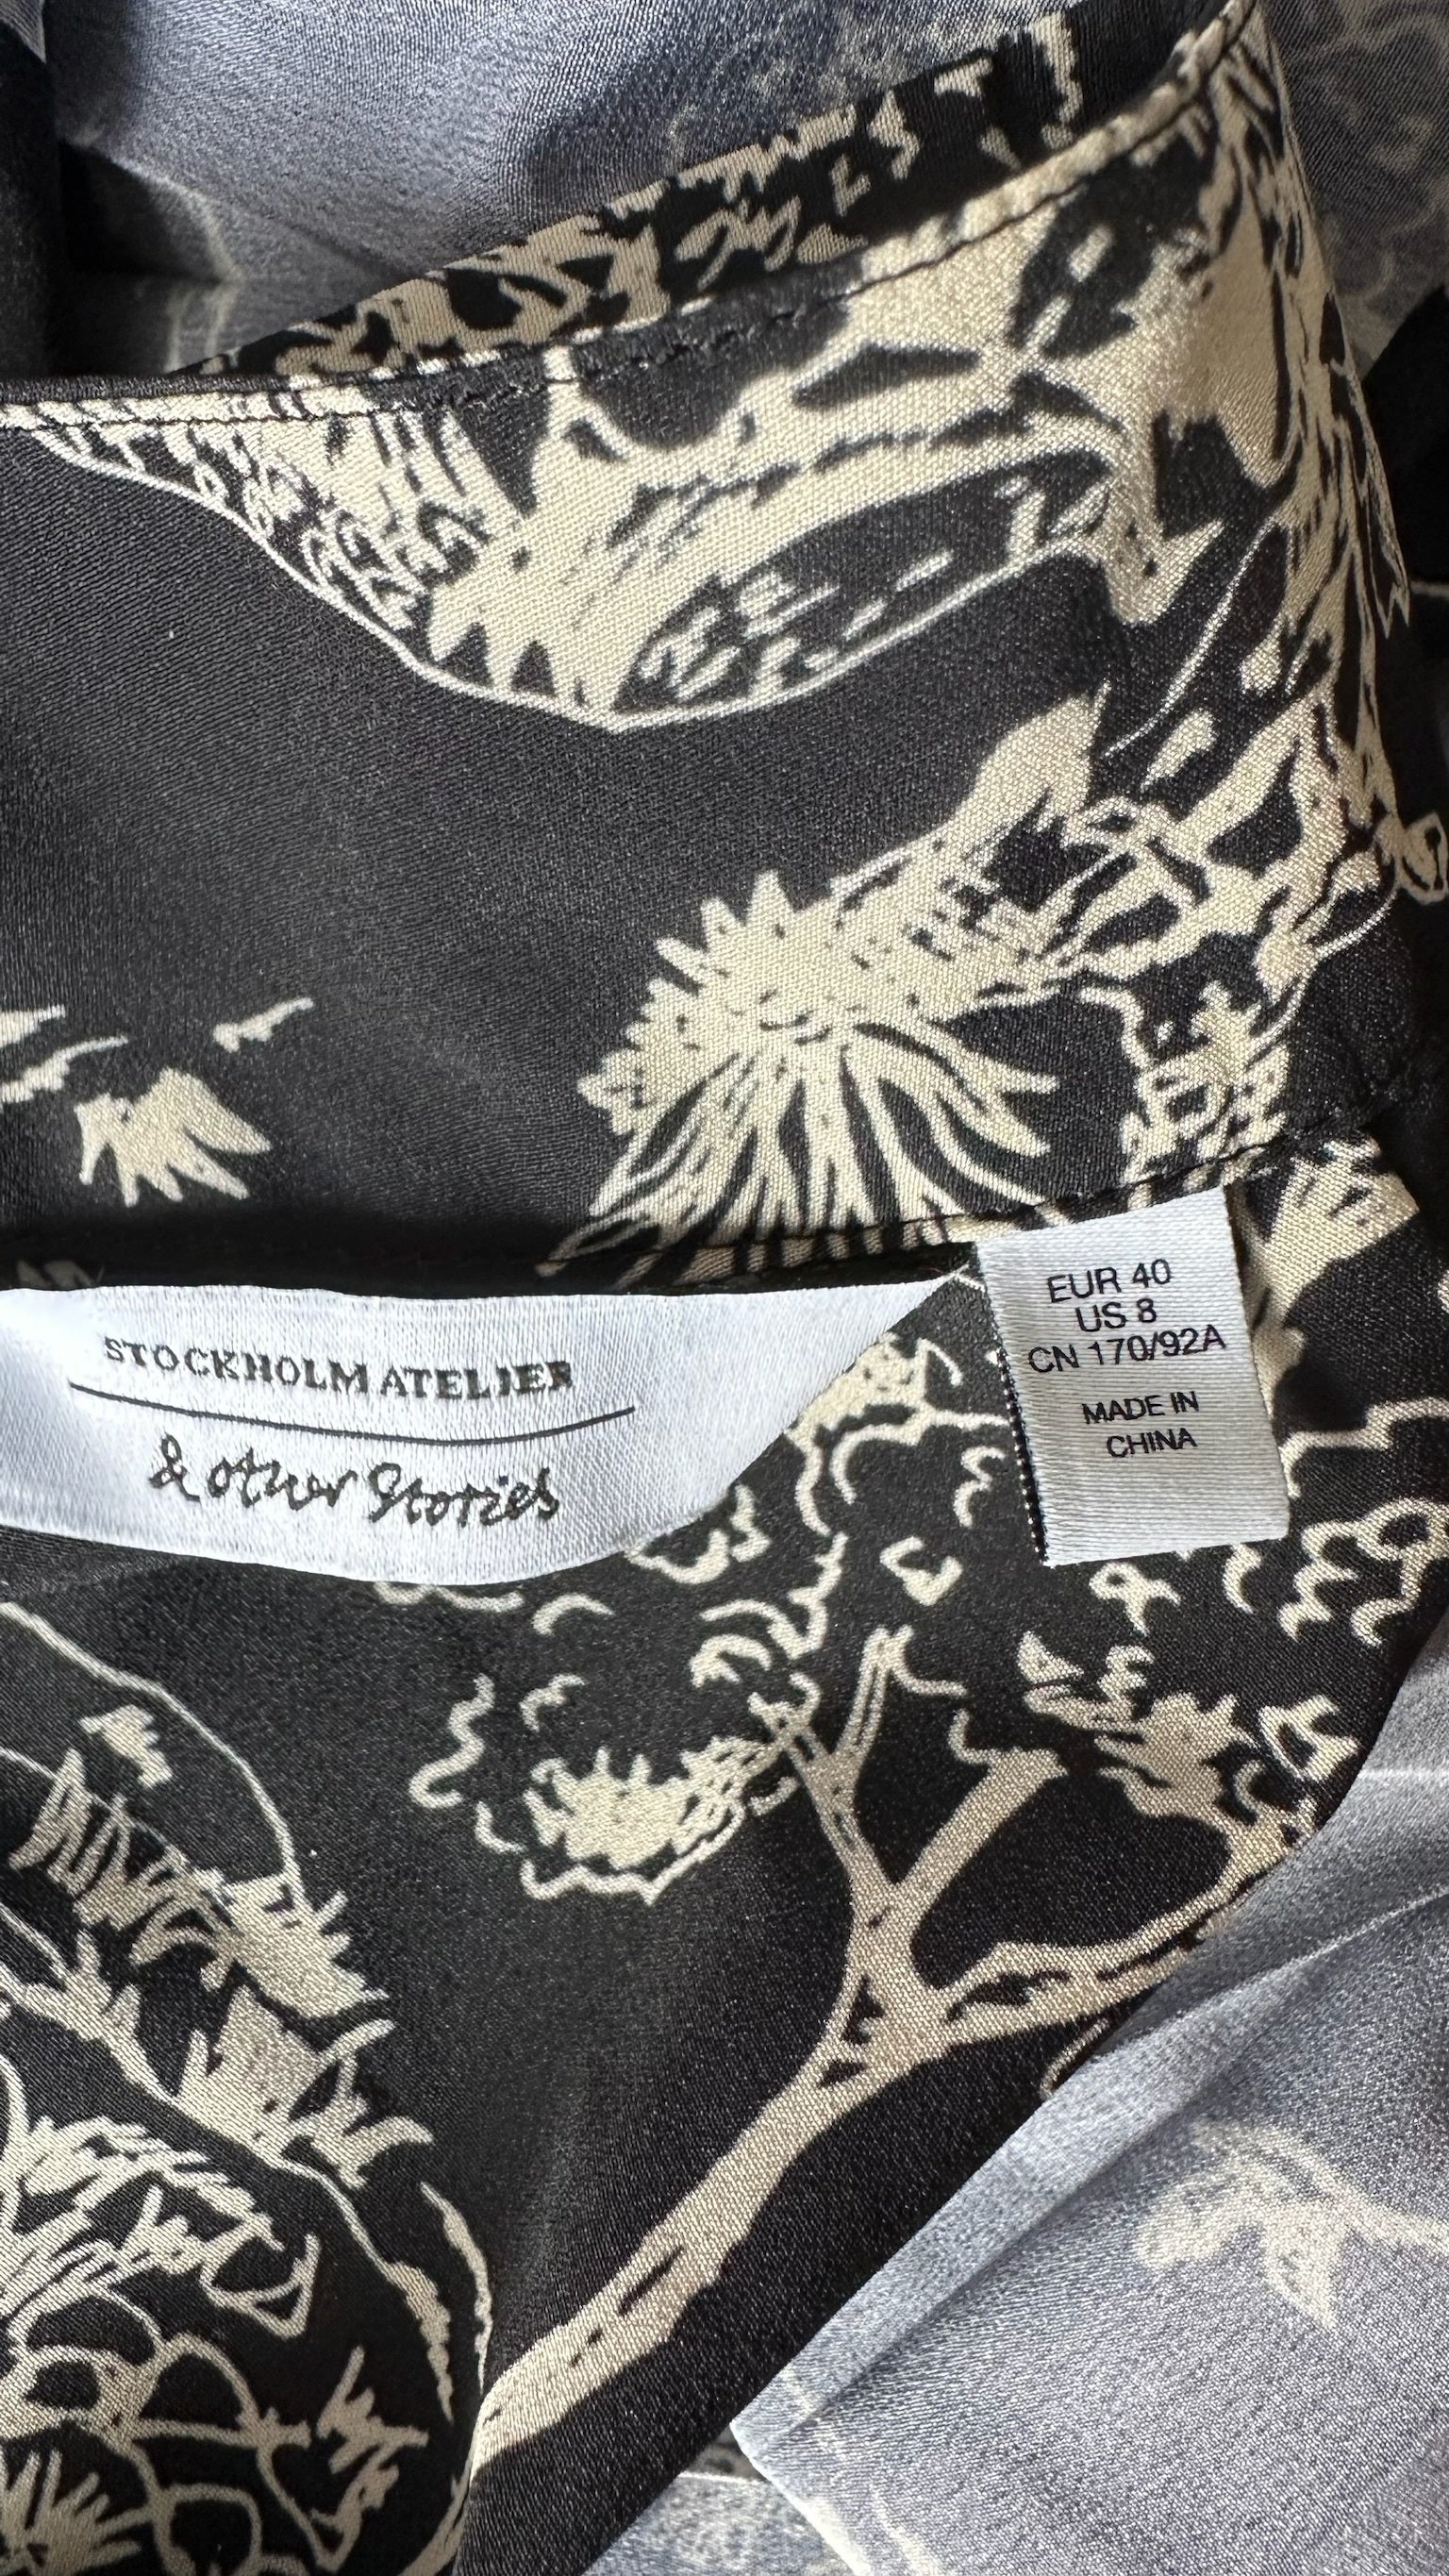 STOCKHOLM ATELIER
& other Stories
EUR 40
US 8
CN 170/92A
MADE IN
CHINA